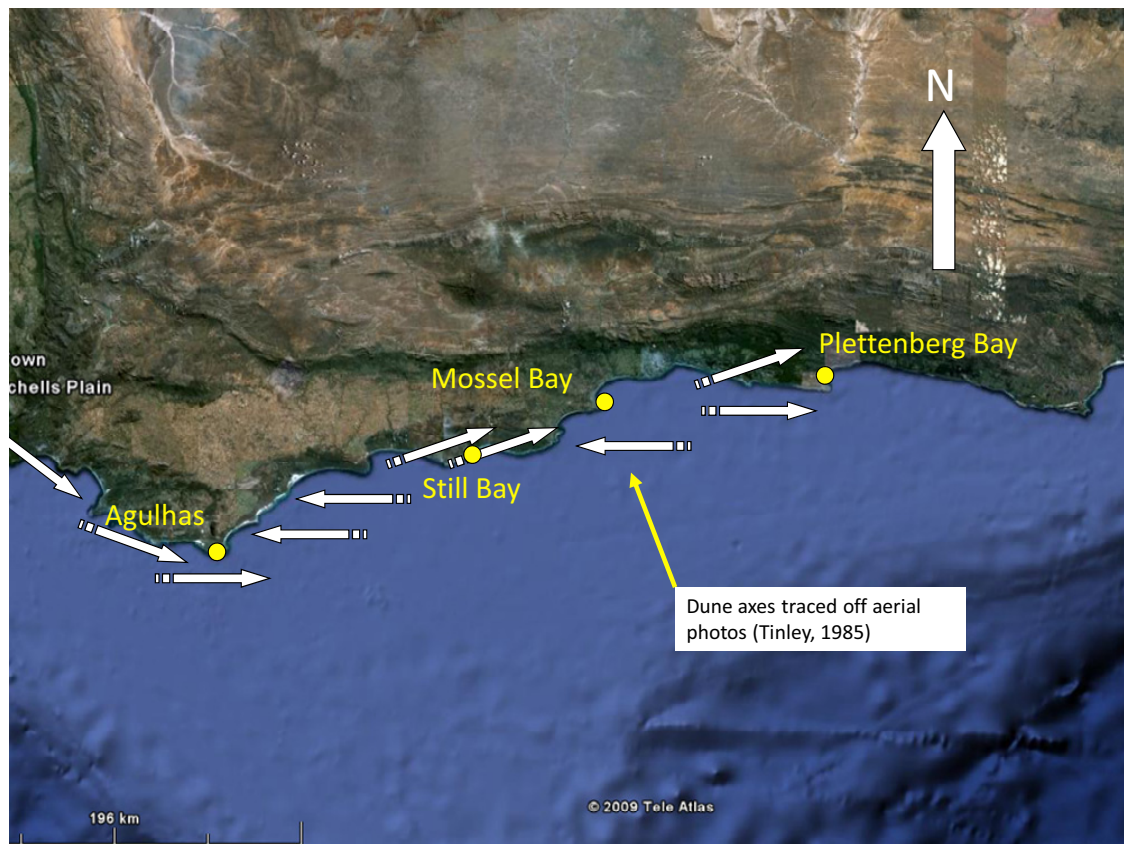 N
Plettenberg Bay
own
chells Plain
Mossel Bay
Still Bay
Agulhas
Dune axes traced off aerial
photos (Tinley, 1985)
© 2009 Tele Atlas
196 km